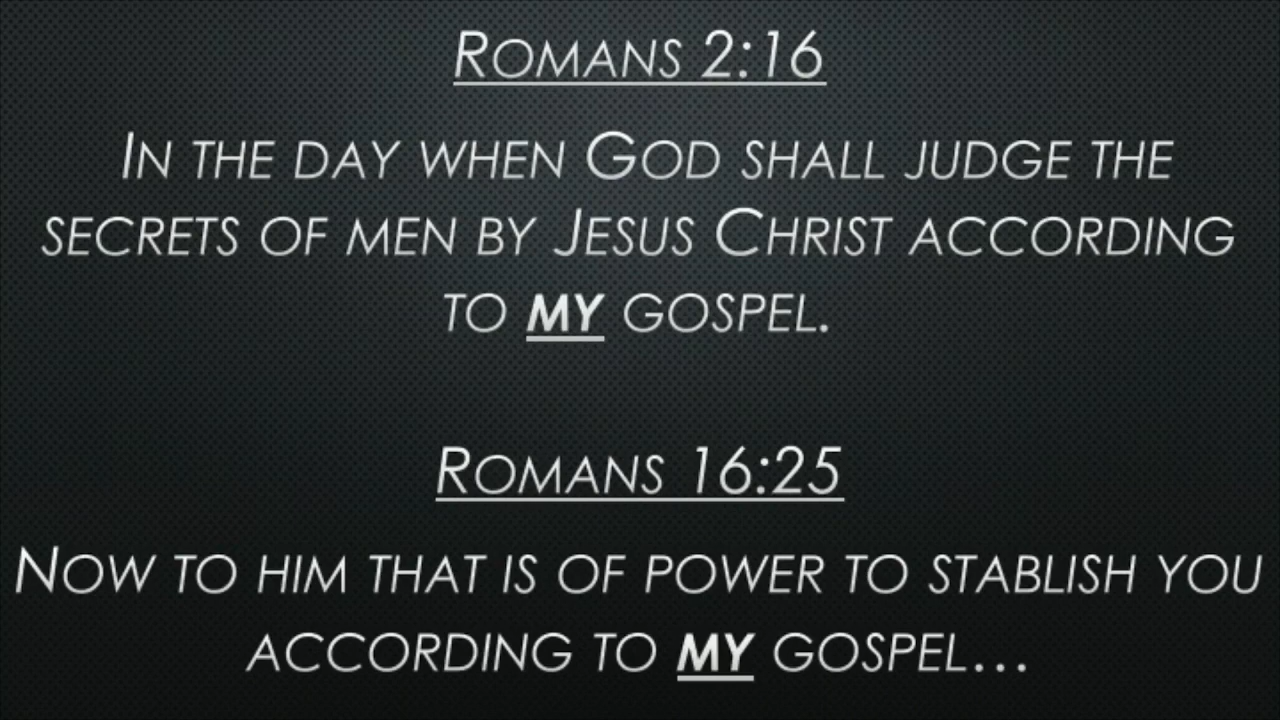 Romans 2:16
In the day when God shall judge the
secrets of men by Jesus Christ according
to my gospel.
Romans 16:25
Now to him that is of power to stablish you
according to my gospel…